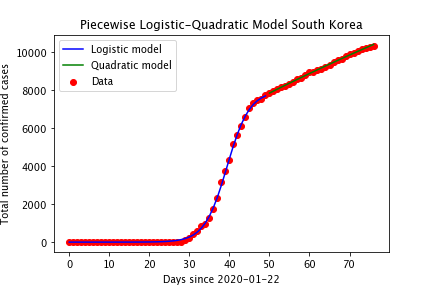 Piecewise Logistic-Quadratic Model South Korea
Logistic model
Quadratic model
Data
Total number of confirmed cases
10000
8000
6000
4000
2000
0
0 10 20 30 40 50 60 70
Days since 2020-01-22